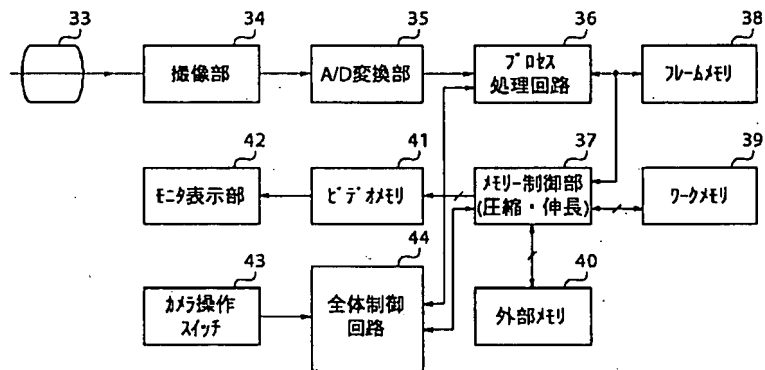 33
34
35
36
38
撮像部
A/D変換部
ﾌﾟﾛｾｽ
処理回路
ﾌﾚｰﾑﾒﾓﾘ
42
41
37
39
ﾓﾆﾀ表示部
ﾋﾞﾃﾞｵﾒﾓﾘ
ﾒﾓﾘｰ制御部
(圧縮・伸長)
ﾜｰｸﾒﾓﾘ
43
44
40
ｶﾒﾗ操作
ｽｲｯﾁ
全体制御
回路
外部ﾒﾓﾘ